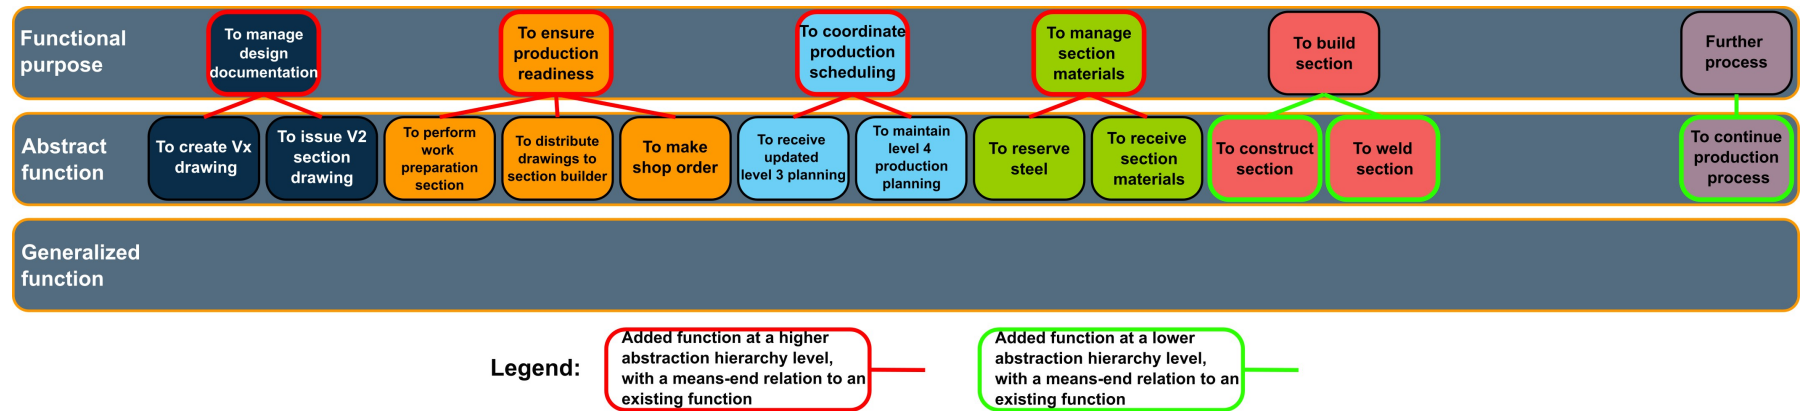 Functional
purpose
To manage
design
documentation
To ensure
production
readiness
To coordinate
production
scheduling
To manage
section
materials
To build
section
Further
process
Abstract
function
To create Vx
drawing
To issue V2
section
drawing
To perform
work
preparation
section
To distribute
drawings to
section builder
To make
shop order
To receive
updated
level 3 planning
To maintain
level 4
production
planning
To reserve
steel
To receive
section
materials
To construct
section
To weld
section
To continue
production
process
Generalized
function
Legend:
Added function at a higher
abstraction hierarchy level,
with a means-end relation to an
existing function
Added function at a lower
abstraction hierarchy level,
with a means-end relation to an
existing function